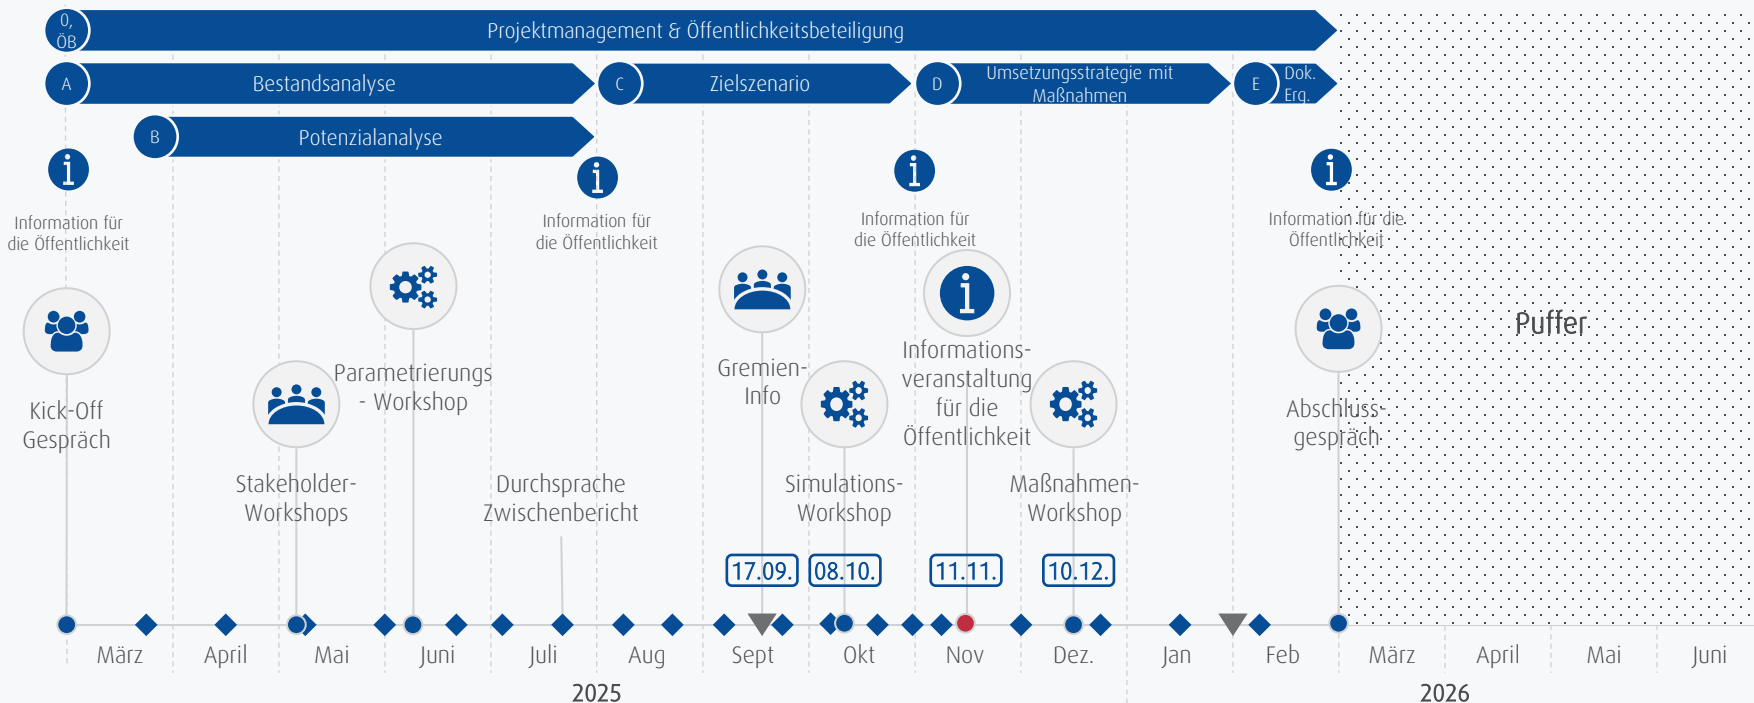 0,
ÖB
Projektmanagement & Öffentlichkeitsbeteiligung
A
Bestandsanalyse
C
Zielszenario
D
Umsetzungsstrategie mit
Maßnahmen
E
Dok.
Erg.
B
Potenzialanalyse
Information für
die Öffentlichkeit
Information für
die Öffentlichkeit
Information für
die Öffentlichkeit
Information für die
Öffentlichkeit
Kick-Off
Gespräch
Stakeholder-
Workshops
Parametrierungs
- Workshop
Durchsprache
Zwischenbericht
Gremien-
Info
Simulations-
Workshop
Informations-
veranstaltung
für die
Öffentlichkeit
Maßnahmen-
Workshop
Abschluss-
gespräch
Puffer
17.09.
08.10.
11.11.
10.12.
März
April
Mai
Juni
Juli
Aug
Sept
Okt
Nov
Dez.
Jan
Feb
März
April
Mai
Juni
2025
2026